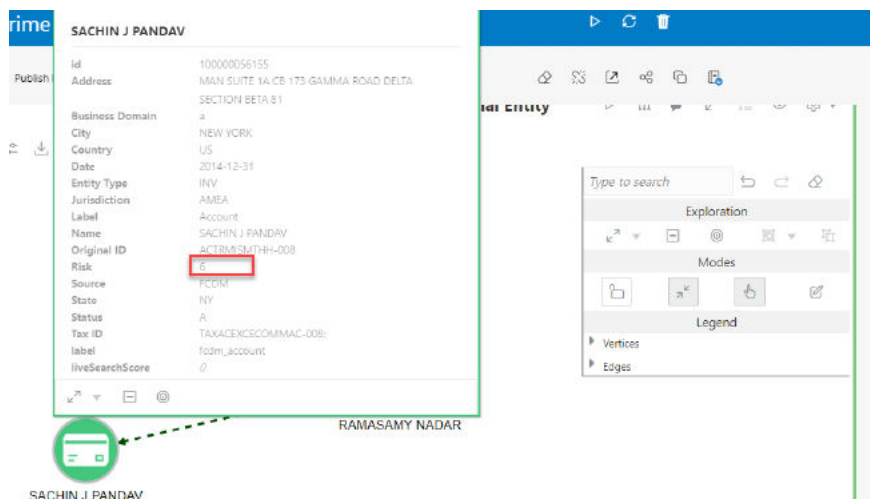 rime
SACHIN J PANDAV
Publish
id 100000056155
Address MAN SUITE 1A CB 173 GAMMA ROAD DELTA
SECTION BETA 81
Business Domain a
City NEW YORK
Country US
Date 2014-12-31
Entity Type INV
Jurisdiction AMEA
Label Account
Name SACHIN J PANDAV
Original ID ACTRMISMTHH-008
Risk 6
Source FCDM
State NY
Status A
Tax ID TAXACEXCECOMMAC-008;
label fcdm_account
liveSearchScore 0
nal Entity
Type to search
Exploration
Modes
Legend
Vertices
Edges
RAMASAMY NADAR
SACHIN J PANDAV